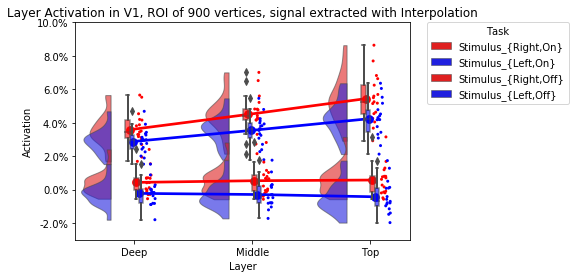 Layer Activation in V1, ROI of 900 vertices, signal extracted with Interpolation
10.0%
8.0%
6.0%
4.0%
2.0%
0.0%
-2.0%
Activation
Deep
Middle
Top
Layer
Task
Stimulus_{Right,On}
Stimulus_{Left,On}
Stimulus_{Right,Off}
Stimulus_{Left,Off}